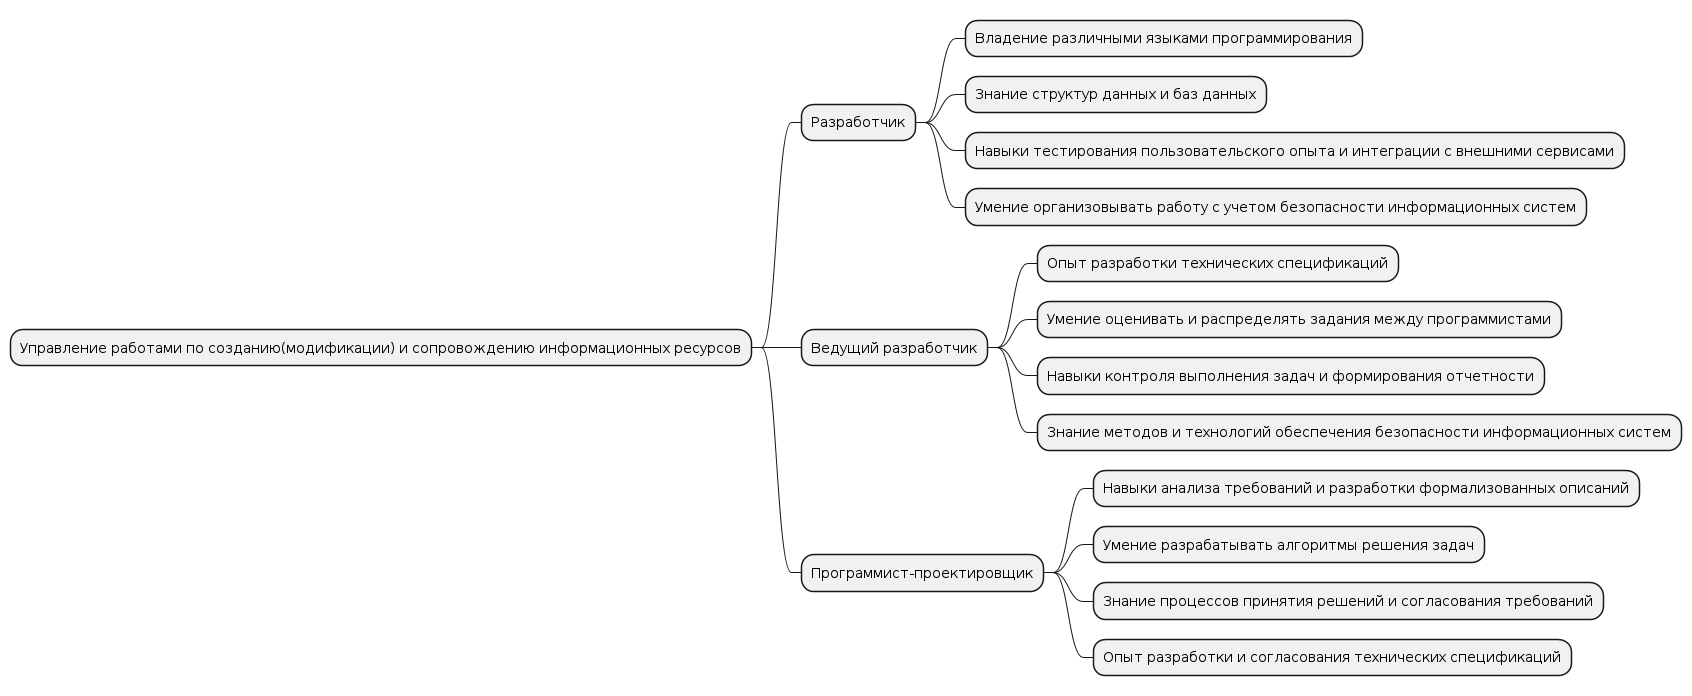 Управление работами по созданию(модификации) и сопровождению информационных ресурсов
Разработчик
Владение различными языками программирования
Знание структур данных и баз данных
Навыки тестирования пользовательского опыта и интеграции с внешними сервисами
Умение организовывать работу с учетом безопасности информационных систем
Ведущий разработчик
Опыт разработки технических спецификаций
Умение оценивать и распределять задания между программистами
Навыки контроля выполнения задач и формирования отчетности
Знание методов и технологий обеспечения безопасности информационных систем
Программист-проектировщик
Навыки анализа требований и разработки формализованных описаний
Умение разрабатывать алгоритмы решения задач
Знание процессов принятия решений и согласования требований
Опыт разработки и согласования технических спецификаций